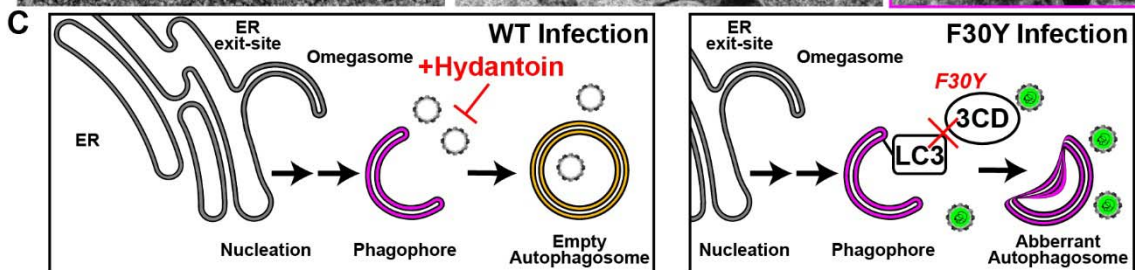 C
WT Infection
ER
exit-site
Omegasome
+Hydantoin
ER
Nucleation
Phagophore
Empty
Autophagosome
F30Y Infection
ER
exit-site
Omegasome
F30Y
3CD
LC3
Nucleation
Phagophore
Abberrant
Autophagosome